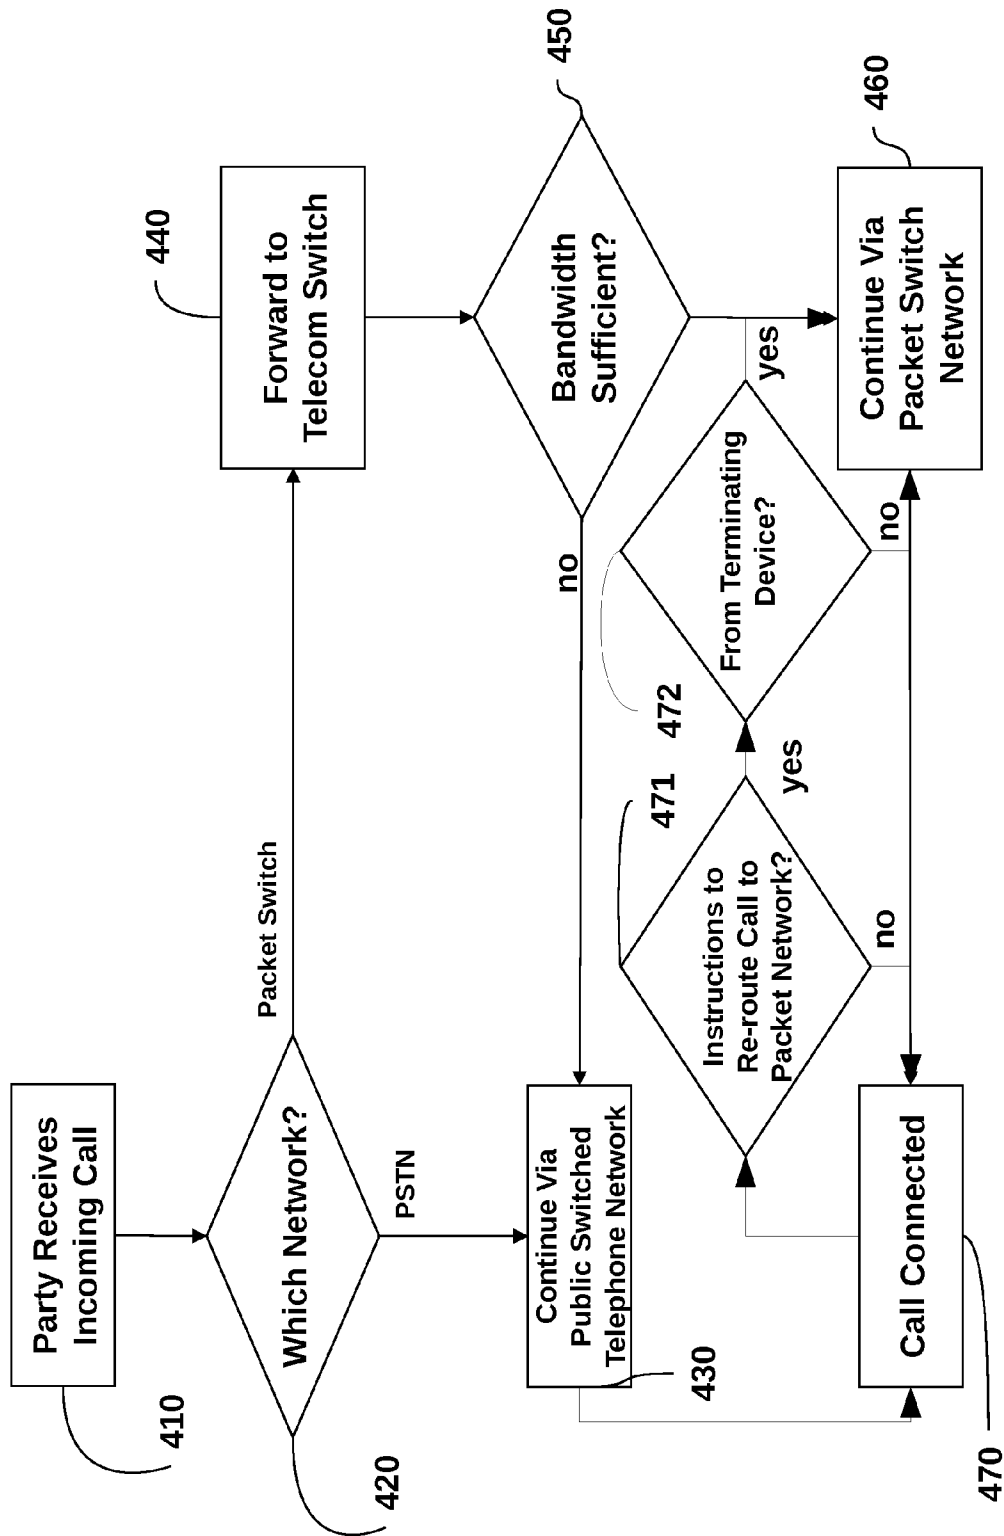 410
Party Receives
Incoming Call
420
Which Network?
Packet Switch
PSTN
440
Forward to
Telecom Switch
430
Continue Via
Public Switched
Telephone Network
no
450
Bandwidth
Sufficient?
471
Instructions to
Re-route Call to
Packet Network?
yes
no
472
From Terminating
Device?
yes
no
470
Call Connected
460
Continue Via
Packet Switch
Network